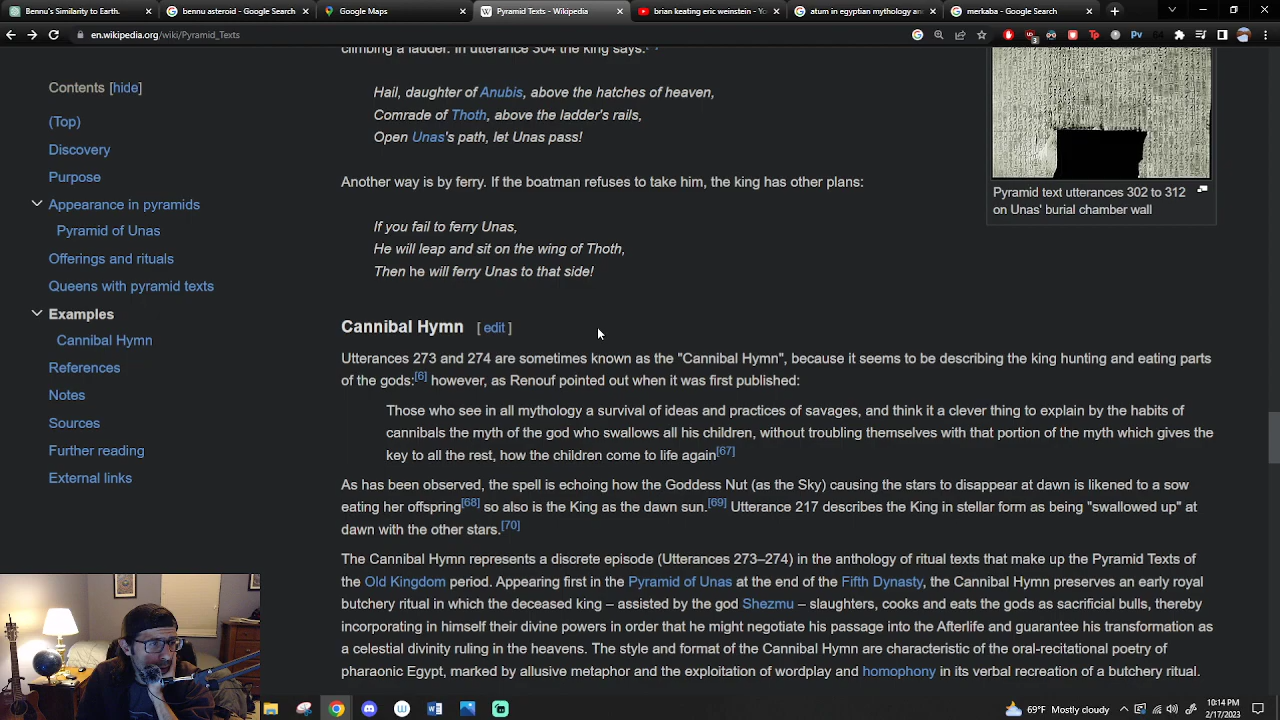 Bennu's Similarity to Earth.
bennu asteroid - Google Search
Google Maps
Pyramid Texts - Wikipedia
brian keating eric weinstein - Yo
atum in egyptian mythology are
merkaba - Google Search
en.wikipedia.org/wiki/Pyramid_Texts
Contents [hide]
(Top)
Discovery
Purpose
Appearance in pyramids
Pyramid of Unas
Offerings and rituals
Queens with pyramid texts
Examples
Cannibal Hymn
References
Notes
Sources
Further reading
External links
climbing a ladder. In utterance 304 the king says:
Hail, daughter of Anubis, above the hatches of heaven,
Comrade of Thoth, above the ladder's rails,
Open Unas's path, let Unas pass!
Another way is by ferry. If the boatman refuses to take him, the king has other plans:
If you fail to ferry Unas,
He will leap and sit on the wing of Thoth,
Then he will ferry Unas to that side!
Pyramid text utterances 302 to 312
on Unas' burial chamber wall
Cannibal Hymn [ edit ]
Utterances 273 and 274 are sometimes known as the "Cannibal Hymn", because it seems to be describing the king hunting and eating parts
of the gods:[6] however, as Renouf pointed out when it was first published:
Those who see in all mythology a survival of ideas and practices of savages, and think it a clever thing to explain by the habits of
cannibals the myth of the god who swallows all his children, without troubling themselves with that portion of the myth which gives the
key to all the rest, how the children come to life again[67]
As has been observed, the spell is echoing how the Goddess Nut (as the Sky) causing the stars to disappear at dawn is likened to a sow
eating her offspring[68] so also is the King as the dawn sun.[69] Utterance 217 describes the King in stellar form as being "swallowed up" at
dawn with the other stars.[70]
The Cannibal Hymn represents a discrete episode (Utterances 273–274) in the anthology of ritual texts that make up the Pyramid Texts of
the Old Kingdom period. Appearing first in the Pyramid of Unas at the end of the Fifth Dynasty, the Cannibal Hymn preserves an early royal
butchery ritual in which the deceased king – assisted by the god Shezmu – slaughters, cooks and eats the gods as sacrificial bulls, thereby
incorporating in himself their divine powers in order that he might negotiate his passage into the Afterlife and guarantee his transformation as
a celestial divinity ruling in the heavens. The style and format of the Cannibal Hymn are characteristic of the oral-recitational poetry of
pharaonic Egypt, marked by allusive metaphor and the exploitation of wordplay and homophony in its verbal recreation of a butchery ritual.
69°F Mostly cloudy
10:14 PM
2/17/2023